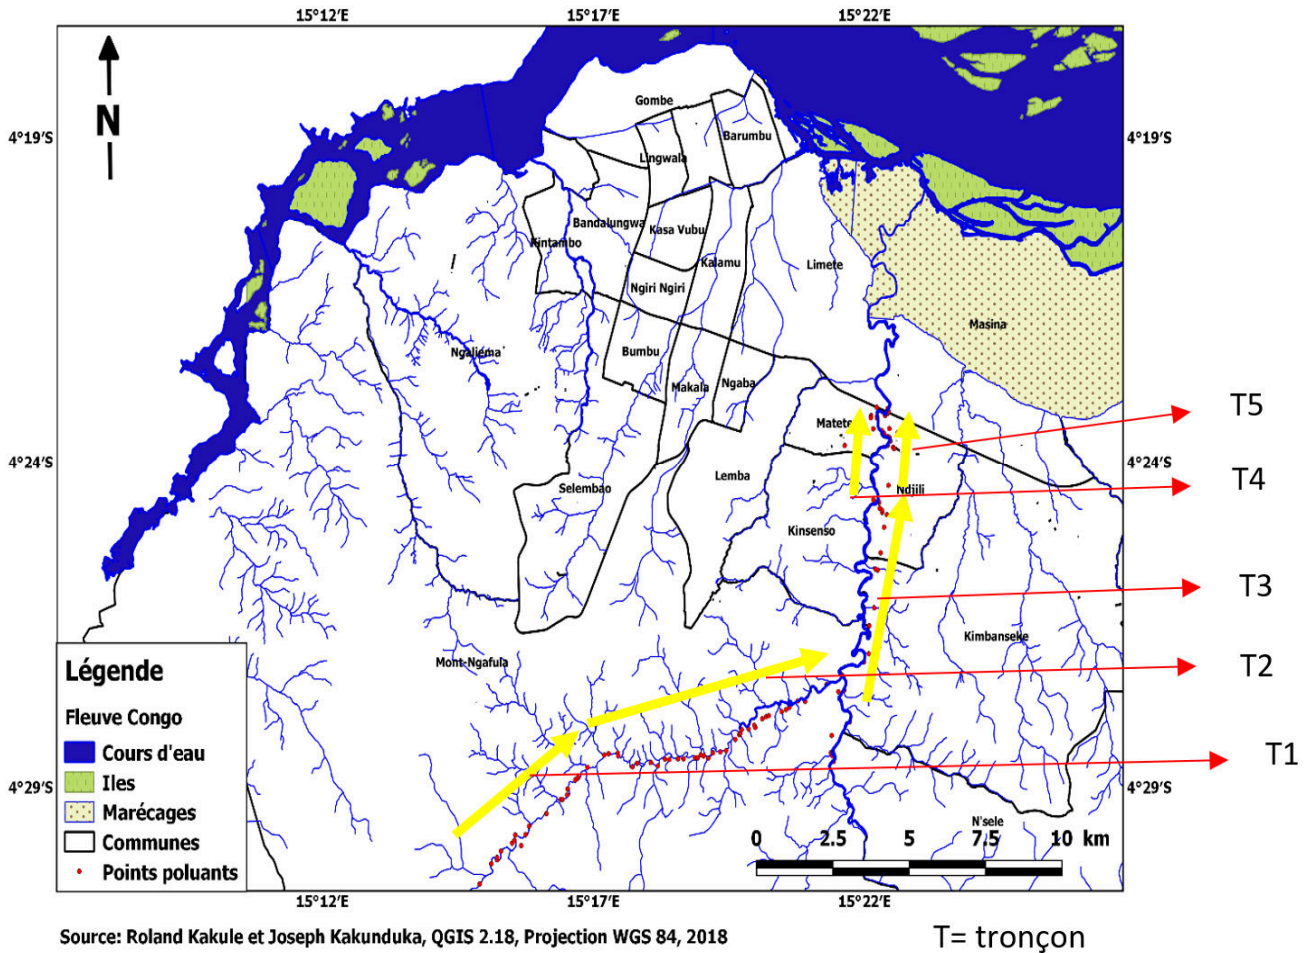 15°12′E
15°17′E
15°22′E
N
4°19′S
4°19′S
Gombe
Barumbu
Lingwala
Bandalungwa
Kintambo
Kasa Vubu
Kalamu
Limete
Ngiri Ngiri
Masina
Ngaliema
Bumbu
Makala
Ngaba
T5
Matete
4°24′S
4°24′S
Lemba
T4
Selembao
Ndjili
Kinsenso
T3
Kimbanseke
Mont-Ngafula
T2
T1
4°29′S
4°29′S
N'sele
0 2.5 5 7.5 10 km
Légende
Fleuve Congo
Cours d'eau
Iles
Marécages
Communes
Points poluants
15°12′E
15°17′E
15°22′E
Source: Roland Kakule et Joseph Kakunduka, QGIS 2.18, Projection WGS 84, 2018
T= tronçon